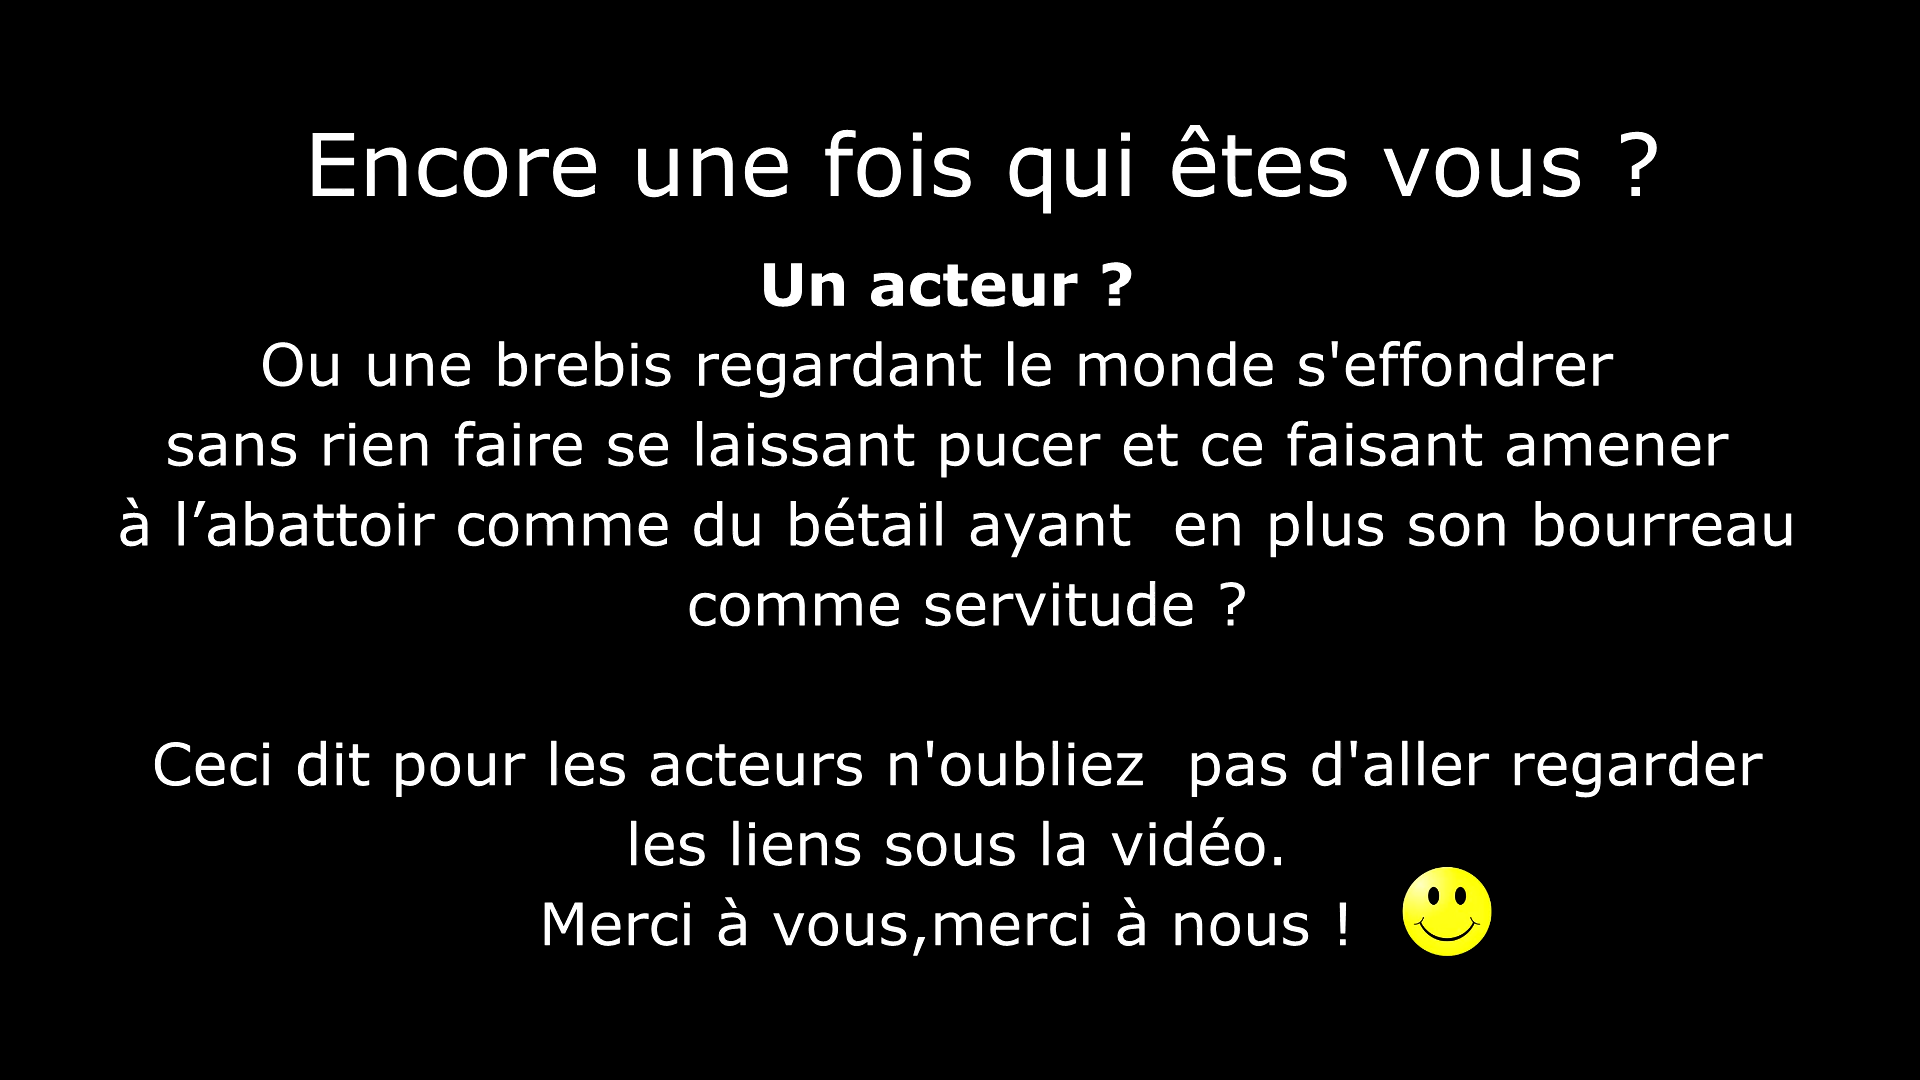 Encore une fois qui êtes vous ?
Un acteur ?
Ou une brebis regardant le monde s'effondrer
sans rien faire se laissant pucer et ce faisant amener
à l’abattoir comme du bétail ayant  en plus son bourreau
comme servitude ?
Ceci dit pour les acteurs n'oubliez  pas d'aller regarder
les liens sous la vidéo.
Merci à vous,merci à nous !